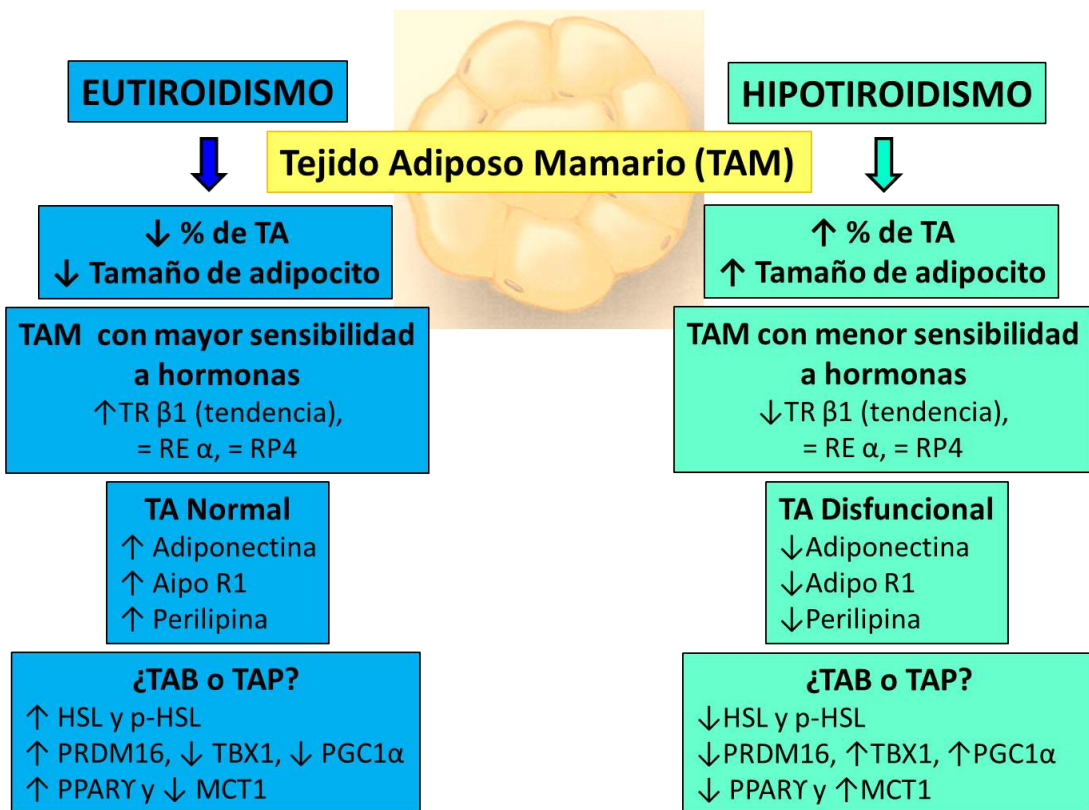 EUTIROIDISMO
HIPOTIROIDISMO
Tejido Adiposo Mamario (TAM)
↓ % de TA
↓ Tamaño de adipocito
TAM con mayor sensibilidad
a hormonas
↑TR β1 (tendencia),
= RE α, = RP4
TA Normal
↑ Adiponectina
↑ Aipo R1
↑ Perilipina
¿TAB o TAP?
↑ HSL y p-HSL
↑ PRDM16, ↓ TBX1, ↓ PGC1α
↑ PPARϒ y ↓ MCT1
↑ % de TA
↑ Tamaño de adipocito
TAM con menor sensibilidad
a hormonas
↓TR β1 (tendencia),
= RE α, = RP4
TA Disfuncional
↓Adiponectina
↓Adipo R1
↓Perilipina
¿TAB o TAP?
↓HSL y p-HSL
↓PRDM16, ↑TBX1, ↑PGC1α
↓ PPARϒ y ↑MCT1